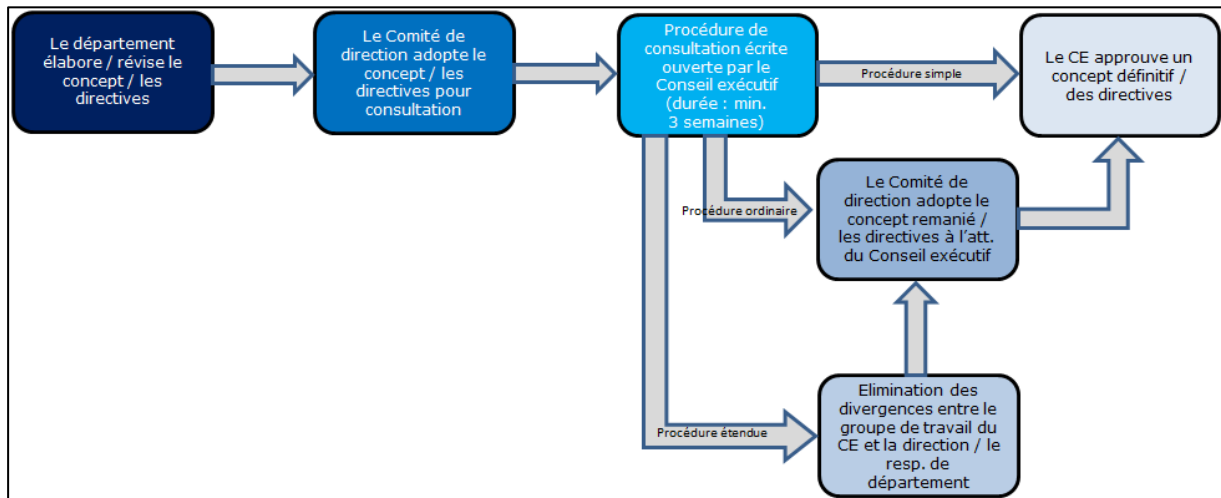 Le département
élabore / révise le
concept / les
directives
Le Comité de
direction adopte le
concept / les
directives pour
consultation
Procédure de
consultation écrite
ouverte par le
Conseil exécutif
(durée : min.
3 semaines)
Procédure simple
Le CE approuve un
concept définitif /
des directives
Procédure ordinaire
Le Comité de
direction adopte le
concept remanié /
les directives à l'att.
du Conseil exécutif
Procédure étendue
Elimination des
divergences entre le
groupe de travail du
CE et la direction / le
resp. de
département